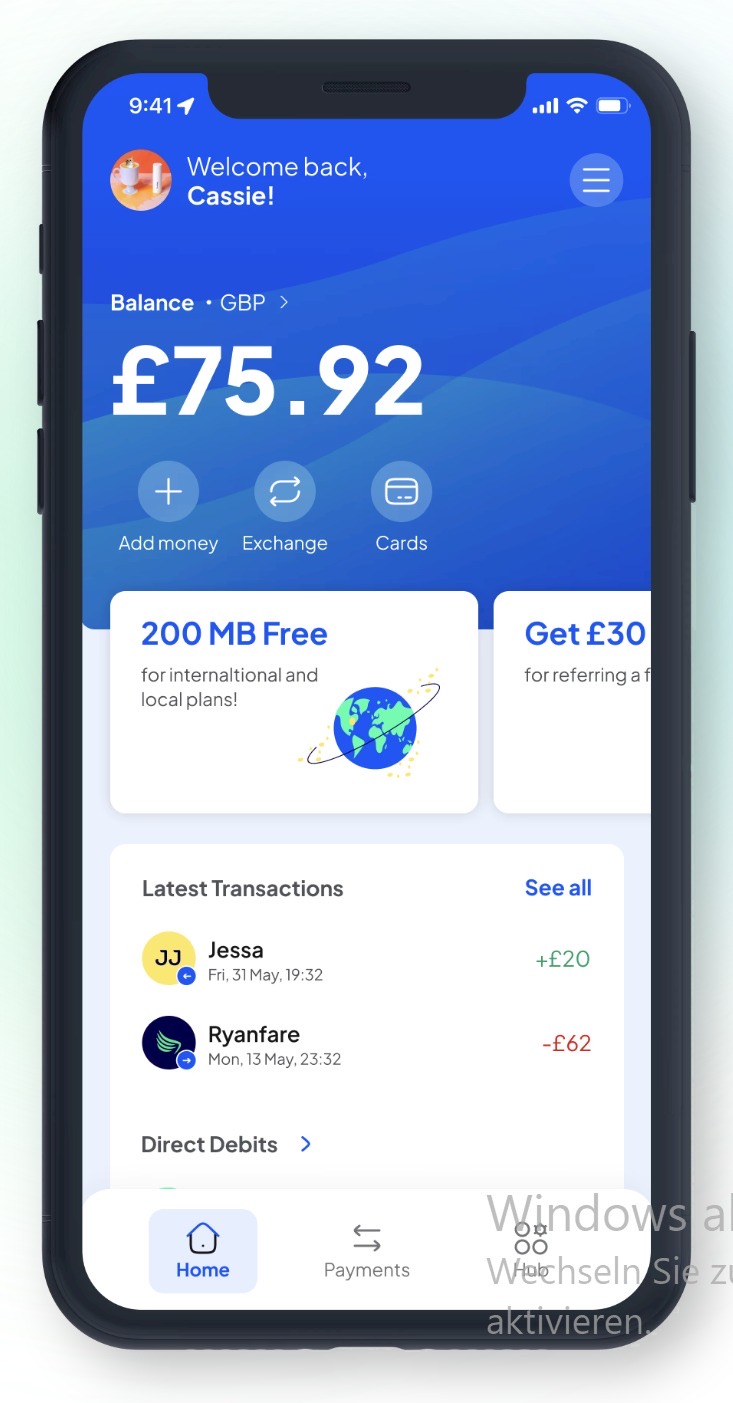 9:41
Welcome back,
Cassie!
Balance • GBP
£75.92
Add money Exchange Cards
200 MB Free
for internaltional and
local plans!
Get £30
for referring a f
Latest Transactions See all
JJ Jessa +£20
Fri, 31 May, 19:32
Ryanfare -£62
Mon, 13 May, 23:32
Direct Debits
Home Payments Hub
Windows a
Wechseln Sie zu
aktivieren.